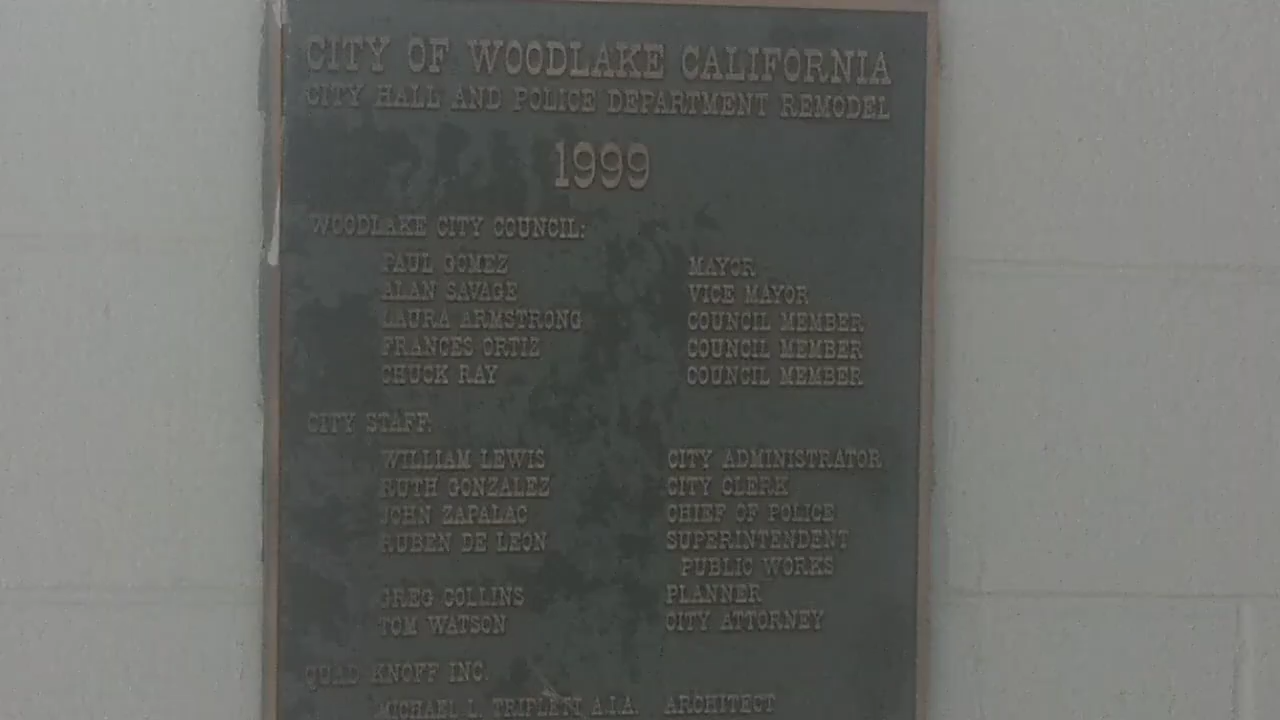 CITY OF WOODLAKE CALIFORNIA
CITY HALL AND POLICE DEPARTMENT REMODEL
1999
WOODLAKE CITY COUNCIL:
PAUL GOMEZ MAYOR
ALAN SAVAGE VICE MAYOR
LAURA ARMSTRONG COUNCIL MEMBER
FRANCES ORTIZ COUNCIL MEMBER
CHUCK RAY COUNCIL MEMBER
CITY STAFF:
WILLIAM LEWIS CITY ADMINISTRATOR
RUTH GONZALEZ CITY CLERK
JOHN ZAPALAC CHIEF OF POLICE
RUBEN DE LEON SUPERINTENDENT
PUBLIC WORKS
GREG COLLINS PLANNER
TOM WATSON CITY ATTORNEY
QUAD KNOFF INC.
MICHAEL L. TRIPLETT A.I.A. ARCHITECT